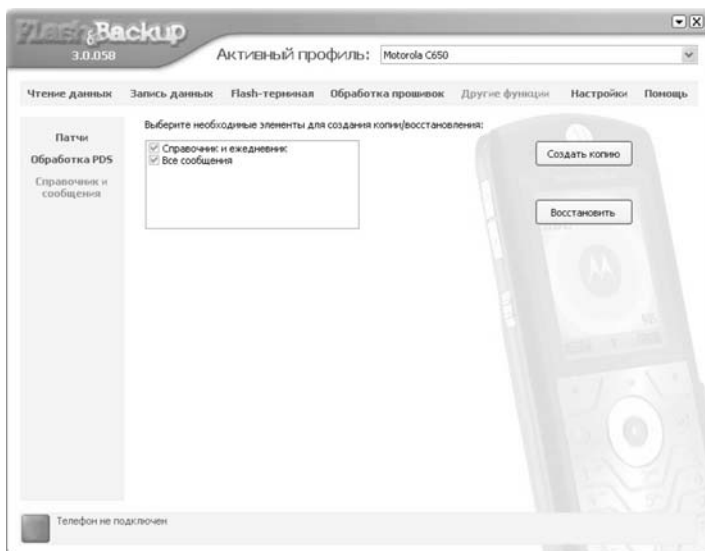 Flash&Backup
3.0.058
Активный профиль: Motorola C650
Чтение данных Запись данных Flash-терминал Обработка прошивок Другие функции Настройки Помощь
Патчи
Обработка PDS
Справочник и
сообщения
Выберите необходимые элементы для создания копии/восстановления:
Справочник и ежедневник
Все сообщения
Создать копию
Восстановить
Телефон не подключен